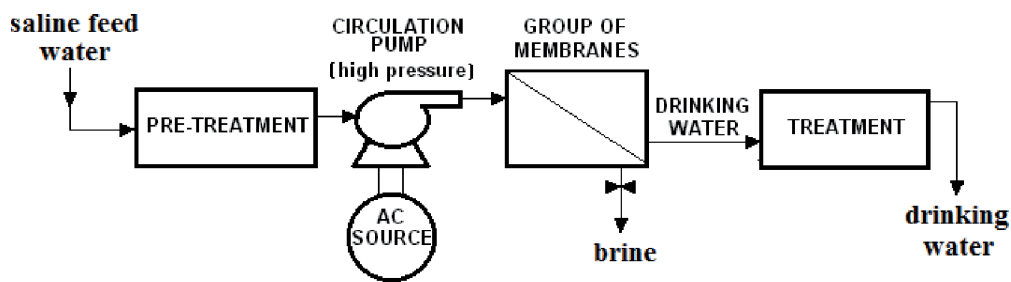 saline feed
water
PRE-TREATMENT
CIRCULATION
PUMP
(high pressure)
AC
SOURCE
GROUP OF
MEMBRANES
brine
DRINKING
WATER
TREATMENT
drinking
water